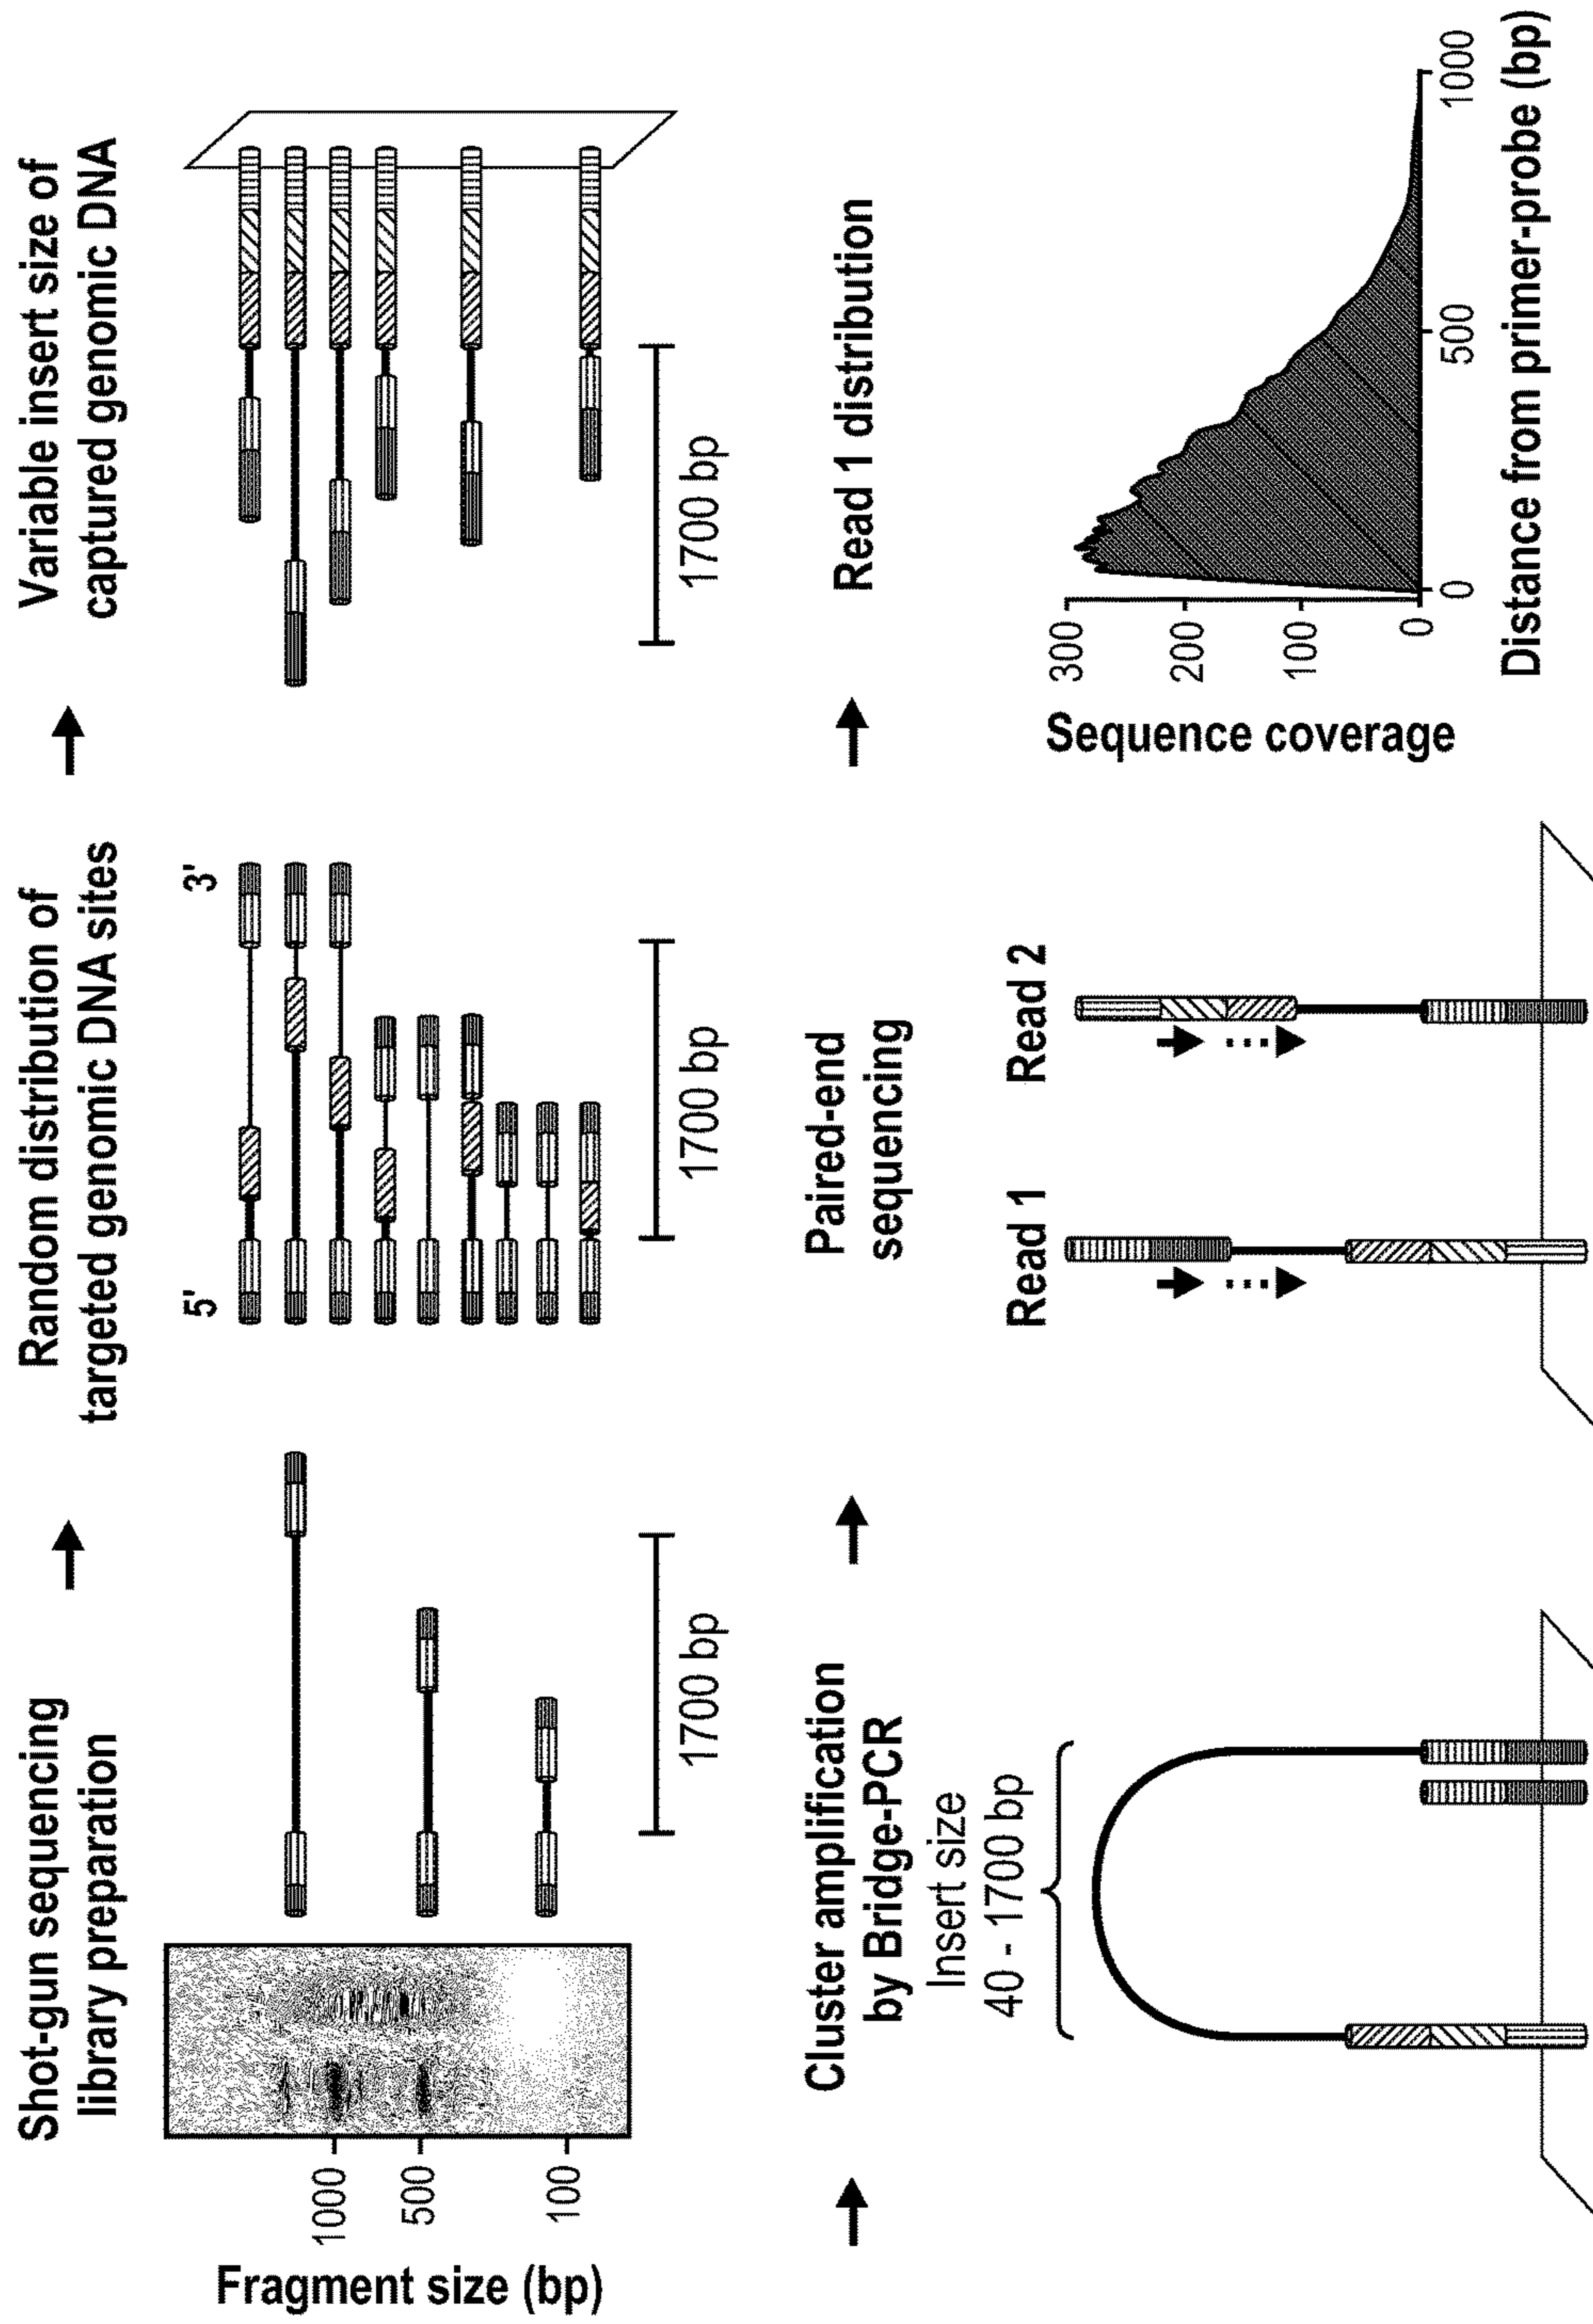 Shot-gun sequencing
library preparation
Fragment size (bp)
1000
500
100
1700 bp
Random distribution of
targeted genomic DNA sites
5'
3'
1700 bp
Variable insert size of
captured genomic DNA
1700 bp
Cluster amplification
by Bridge-PCR
Insert size
40 - 1700 bp
Paired-end
sequencing
Read 1
Read 2
Read 1 distribution
Sequence coverage
300
200
100
0
0
500
1000
Distance from primer-probe (bp)